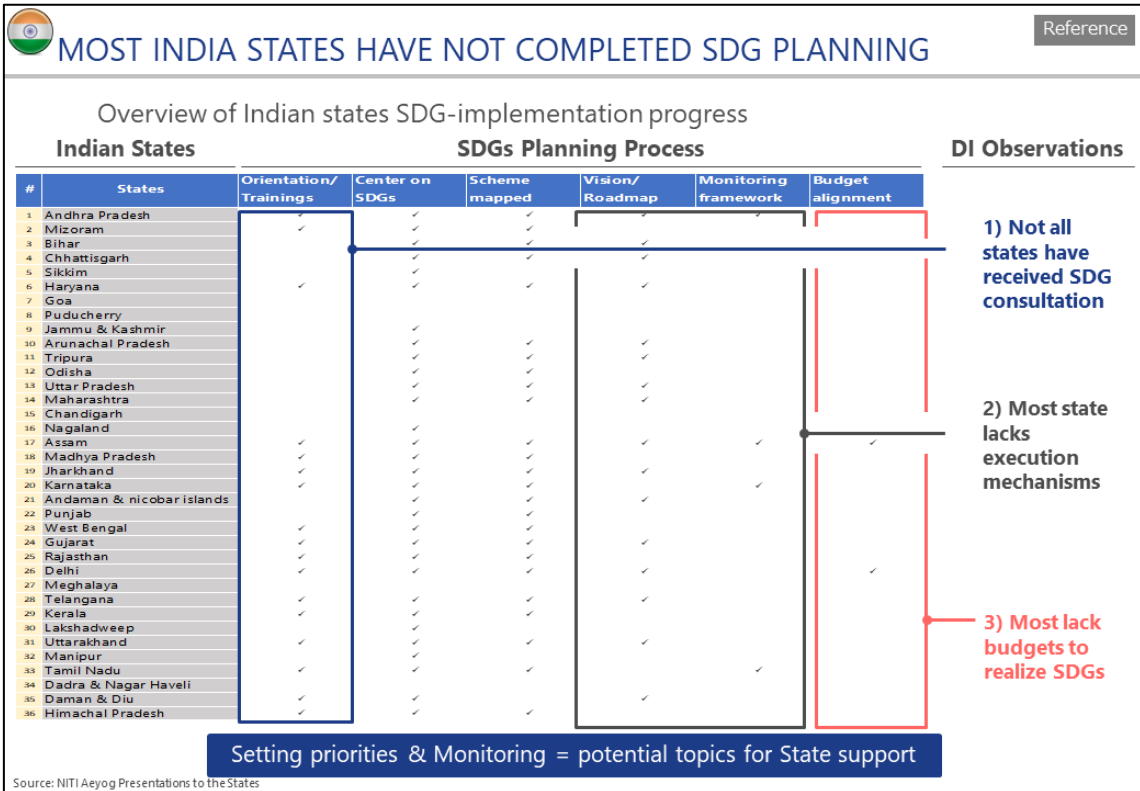 Reference
MOST INDIA STATES HAVE NOT COMPLETED SDG PLANNING
Overview of Indian states SDG-implementation progress
Indian States SDGs Planning Process DI Observations
# States Orientation/ Center on Scheme Vision/ Monitoring Budget
Trainings SDGs mapped Roadmap framework alignment
1 Andhra Pradesh ✓ ✓ ✓ ✓ ✓
2 Mizoram ✓ ✓ ✓
3 Bihar ✓ ✓ ✓
4 Chhattisgarh ✓ ✓ ✓
5 Sikkim ✓
6 Haryana ✓ ✓ ✓ ✓
7 Goa
8 Puducherry
9 Jammu & Kashmir ✓
10 Arunachal Pradesh ✓ ✓ ✓
11 Tripura ✓ ✓ ✓
12 Odisha ✓ ✓
13 Uttar Pradesh ✓ ✓ ✓
14 Maharashtra ✓ ✓ ✓
15 Chandigarh
16 Nagaland ✓
17 Assam ✓ ✓ ✓ ✓ ✓ ✓
18 Madhya Pradesh ✓ ✓ ✓
19 Jharkhand ✓ ✓ ✓ ✓
20 Karnataka ✓ ✓ ✓ ✓
21 Andaman & nicobar islands ✓ ✓ ✓
22 Punjab ✓ ✓
23 West Bengal ✓ ✓ ✓
24 Gujarat ✓ ✓ ✓ ✓
25 Rajasthan ✓ ✓ ✓
26 Delhi ✓ ✓ ✓ ✓ ✓
27 Meghalaya
28 Telangana ✓ ✓ ✓ ✓
29 Kerala ✓ ✓ ✓
30 Lakshadweep ✓
31 Uttarakhand ✓ ✓ ✓ ✓
32 Manipur ✓
33 Tamil Nadu ✓ ✓ ✓ ✓
34 Dadra & Nagar Haveli
35 Daman & Diu ✓ ✓ ✓
36 Himachal Pradesh ✓ ✓ ✓
1) Not all
states have
received SDG
consultation
2) Most state
lacks
execution
mechanisms
3) Most lack
budgets to
realize SDGs
Setting priorities & Monitoring = potential topics for State support
Source: NITI Aeyog Presentations to the States